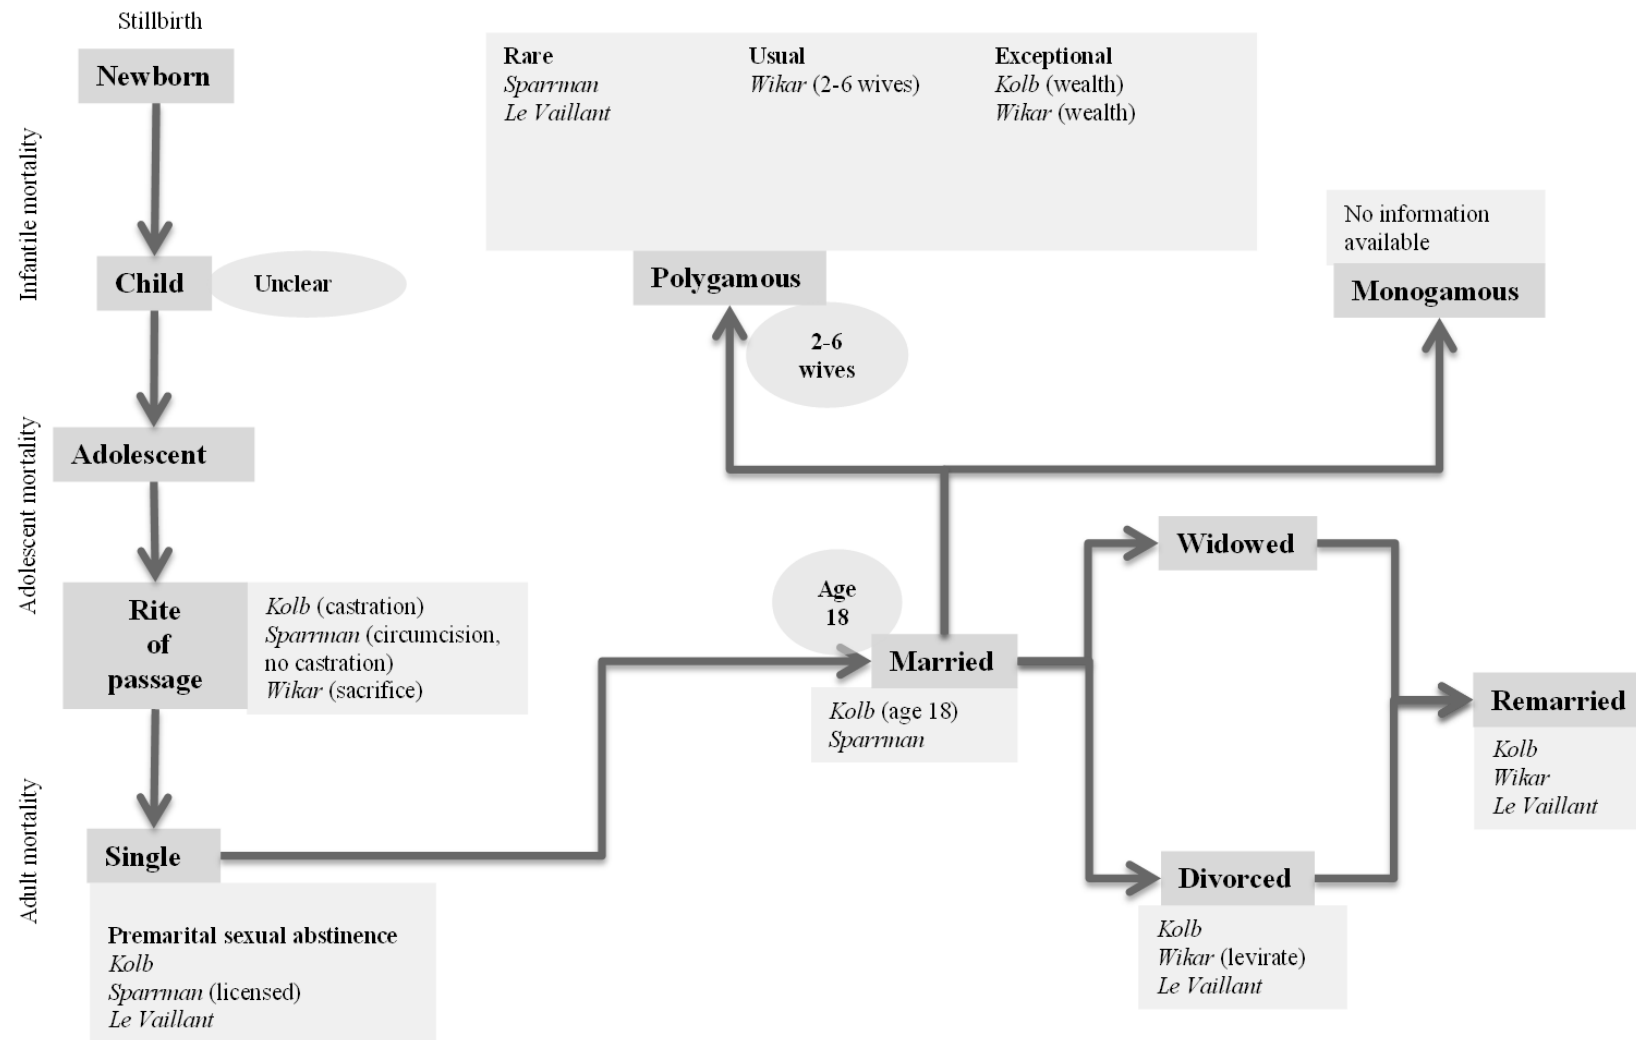 Stillbirth
Newborn
Infantile mortality
Child
Unclear
Adolescent
Adolescent mortality
Rite
of
passage
Kolb (castration)
Sparrman (circumcision,
no castration)
Wikar (sacrifice)
Adult mortality
Single
Premarital sexual abstinence
Kolb
Sparrman (licensed)
Le Vaillant
Rare
Sparrman
Le Vaillant
Usual
Wikar (2-6 wives)
Exceptional
Kolb (wealth)
Wikar (wealth)
Polygamous
2-6
wives
No information
available
Monogamous
Age
18
Married
Kolb (age 18)
Sparrman
Widowed
Divorced
Kolb
Wikar (levirate)
Le Vaillant
Remarried
Kolb
Wikar
Le Vaillant